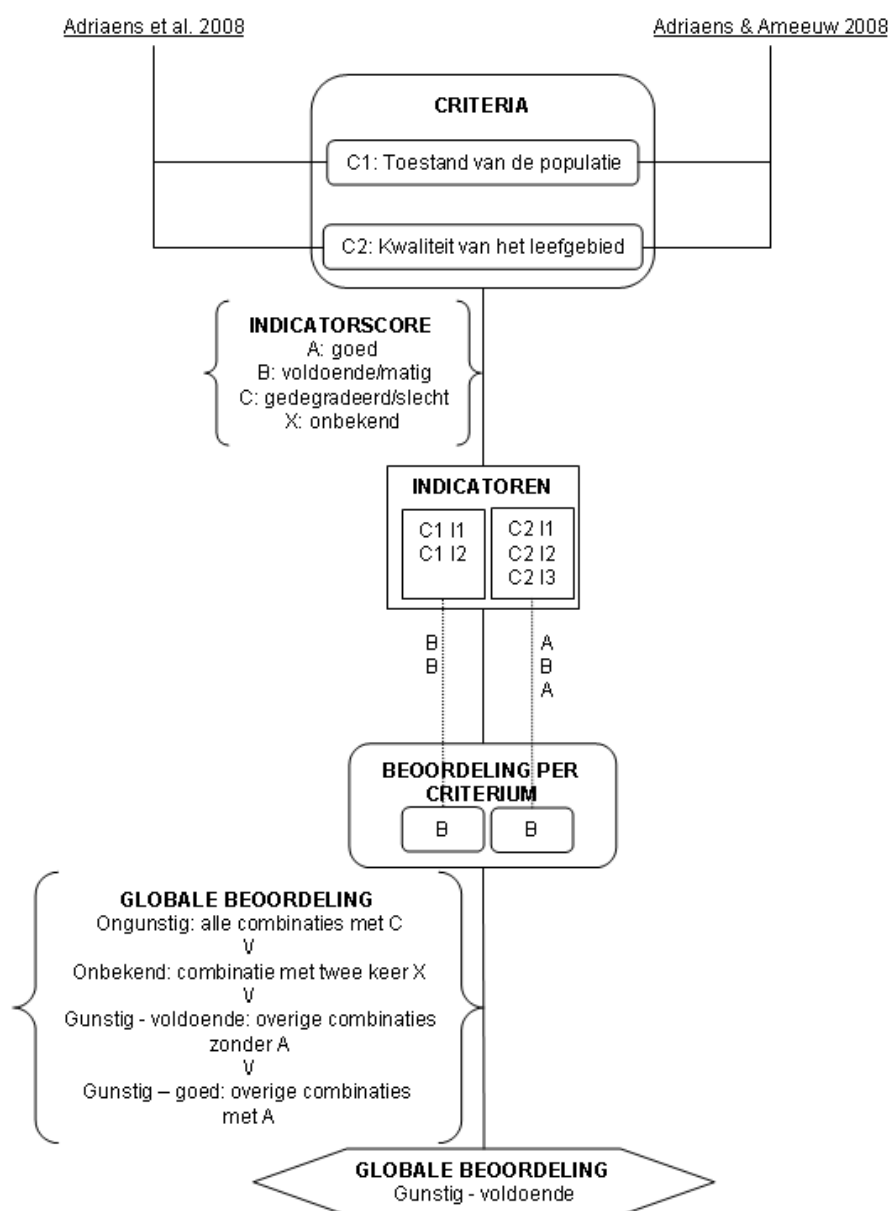 Adriaens et al. 2008
Adriaens & Ameeuw 2008
CRITERIA
C1: Toestand van de populatie
C2: Kwaliteit van het leefgebied
INDICATORSCORE
A: goed
B: voldoende/matig
C: gedegradeerd/slecht
X: onbekend
INDICATOREN
C1 I1
C1 I2
C2 I1
C2 I2
C2 I3
B
B
A
B
A
BEOORDELING PER
CRITERIUM
B
B
GLOBALE BEOORDELING
Ongunstig: alle combinaties met C
V
Onbekend: combinatie met twee keer X
V
Gunstig - voldoende: overige combinaties
zonder A
V
Gunstig – goed: overige combinaties
met A
GLOBALE BEOORDELING
Gunstig - voldoende